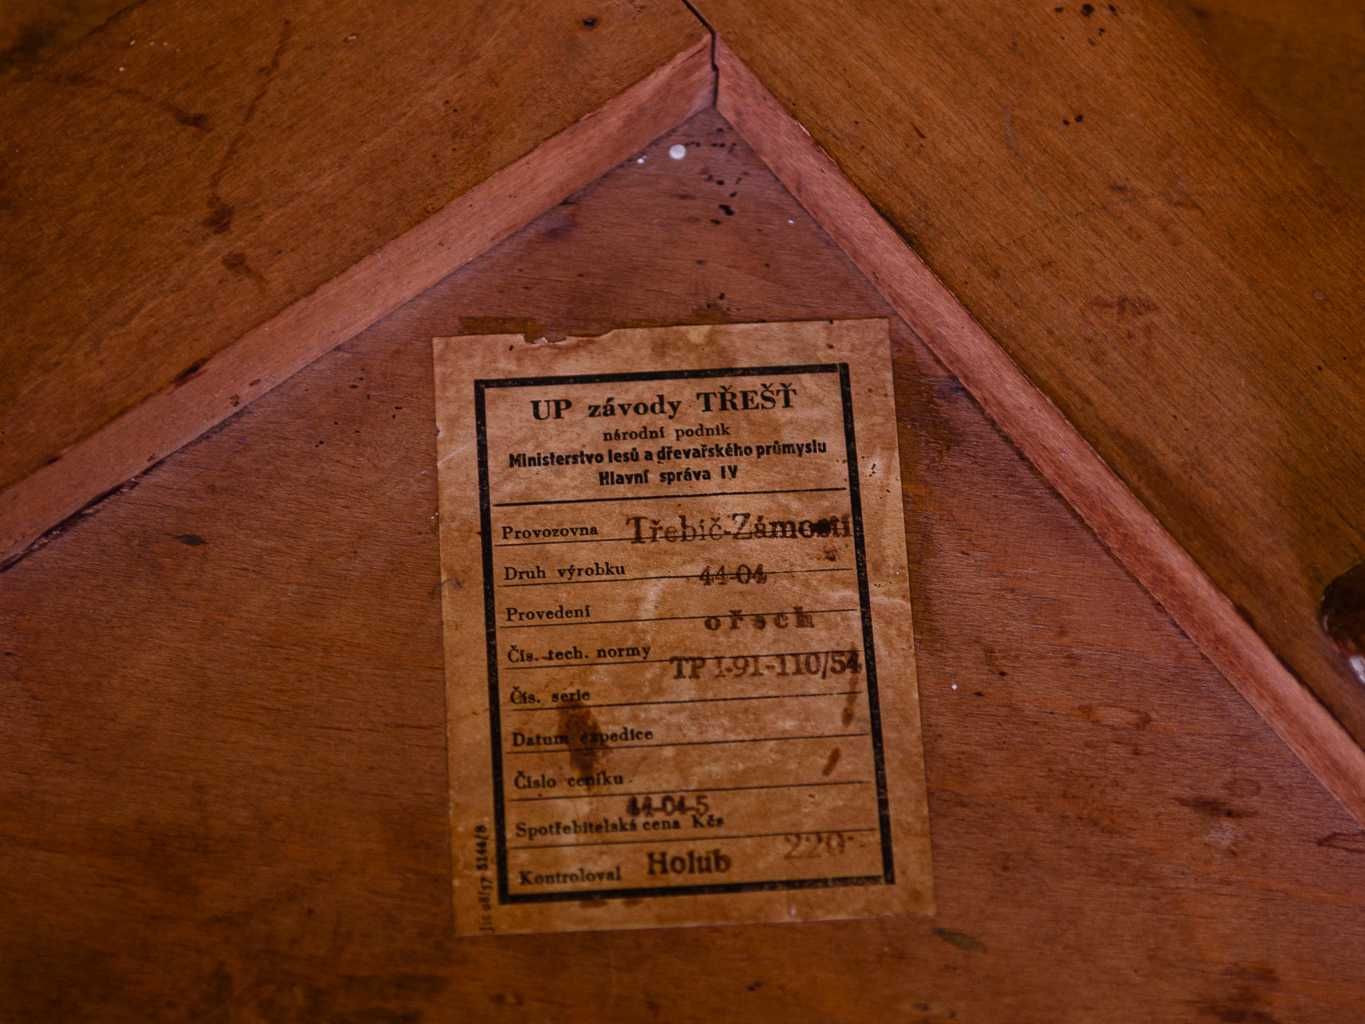 UP závody TŘEŠŤ
národní podnik
Ministerstvo lesů a dřevařského průmyslu
Hlavní správa IV
Provozovna Třebíč-Zámostí
Druh výrobku 44-04
Provedení ořech
Čís. tech. normy TP I-91-110/54
Čís. serie
Datum expedice
Číslo ceníku 44-04-5
Spotřebitelská cena Kčs 220-
Kontroloval Holub
5144/8